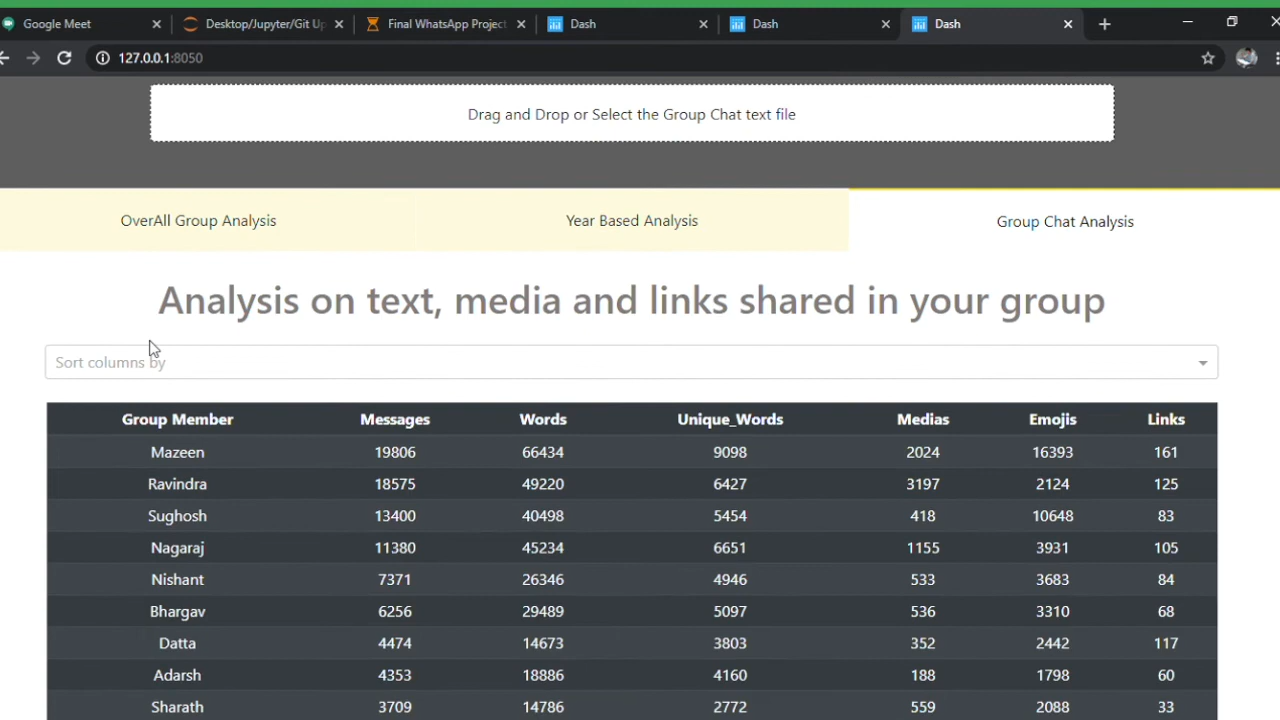 Google Meet
Desktop/Jupyter/Git Up
Final WhatsApp Project
Dash
Dash
Dash
127.0.0.1:8050
Drag and Drop or Select the Group Chat text file
OverAll Group Analysis
Year Based Analysis
Group Chat Analysis
Analysis on text, media and links shared in your group
Sort columns by
Group Member Messages Words Unique_Words Medias Emojis Links
Mazeen 19806 66434 9098 2024 16393 161
Ravindra 18575 49220 6427 3197 2124 125
Sughosh 13400 40498 5454 418 10648 83
Nagaraj 11380 45234 6651 1155 3931 105
Nishant 7371 26346 4946 533 3683 84
Bhargav 6256 29489 5097 536 3310 68
Datta 4474 14673 3803 352 2442 117
Adarsh 4353 18886 4160 188 1798 60
Sharath 3709 14786 2772 559 2088 33